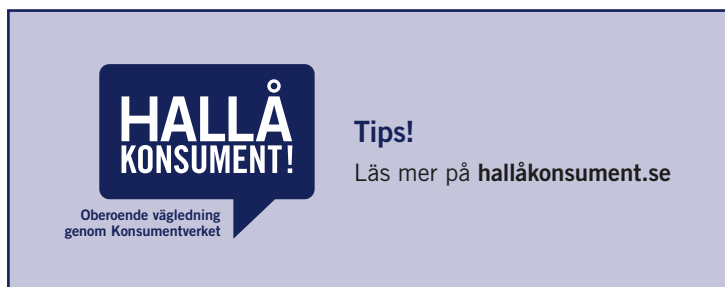 HALLÅ
KONSUMENT!
Oberoende vägledning
genom Konsumentverket
Tips!
Läs mer på hallåkonsument.se